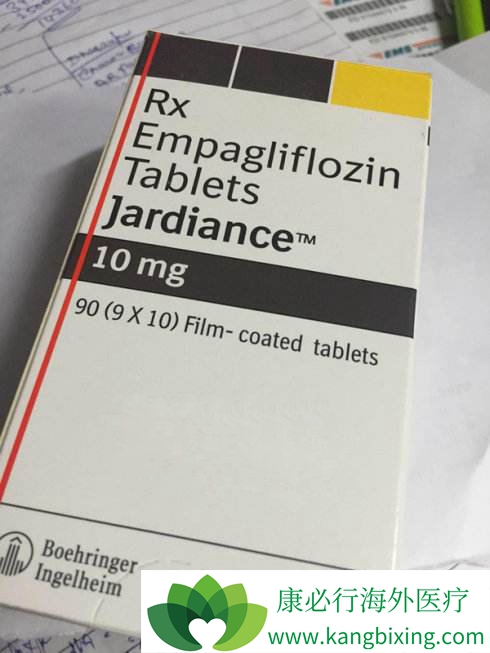 EMS
Rx
Empagliflozin
Tablets
Jardiance™
10 mg
90 (9 X 10) Film- coated tablets
Boehringer
Ingelheim
康必行海外医疗
www.kangbixing.com